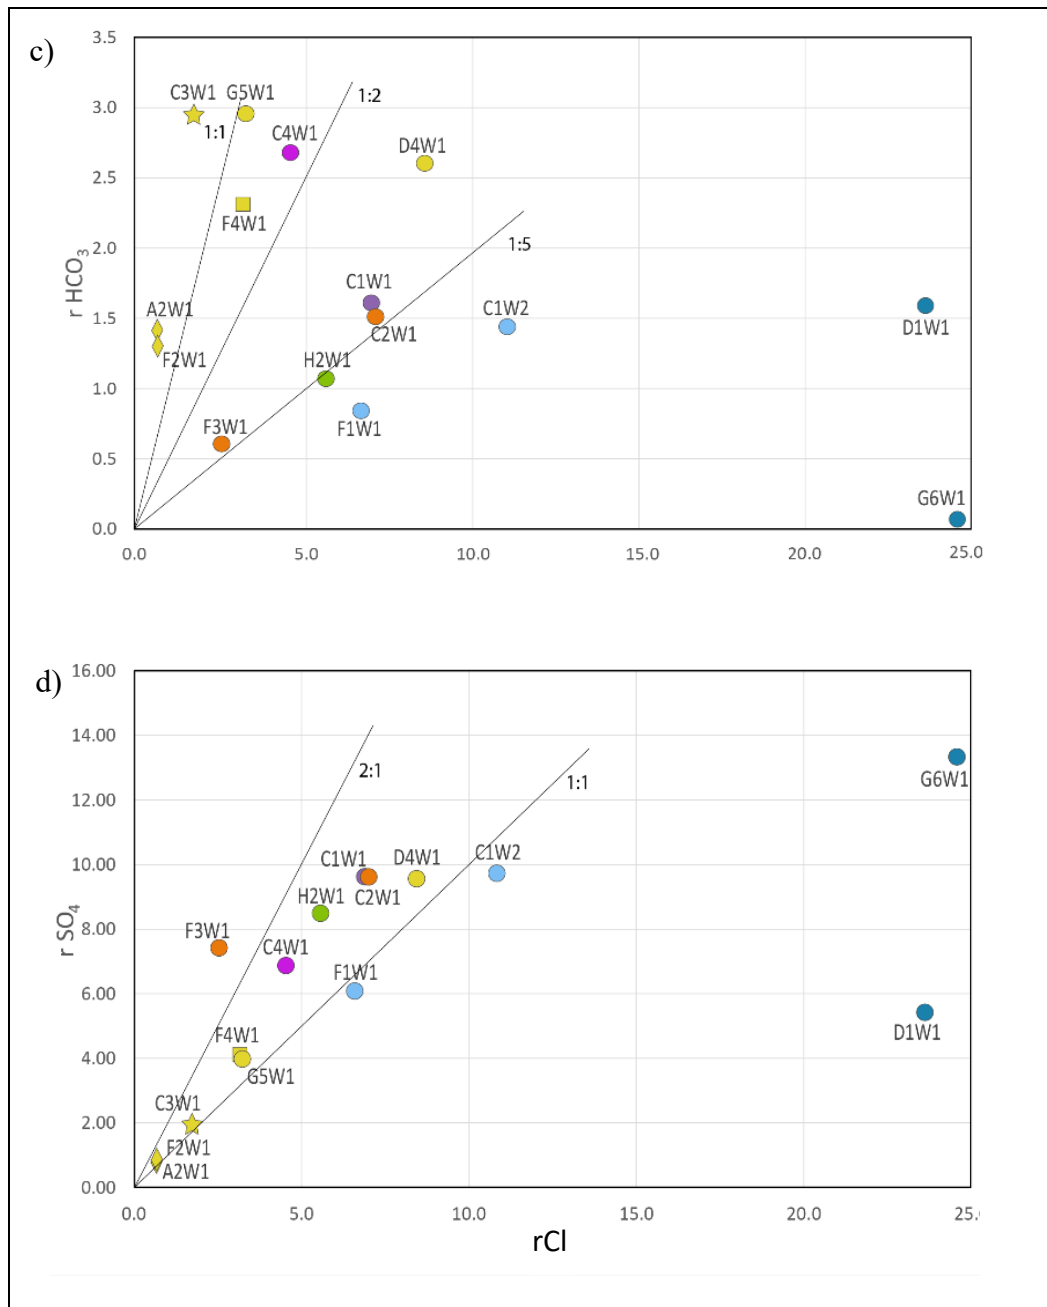 c)
3.5
C3W1 G5W1
1:2
3.0
1:1
C4W1
D4W1
2.5
F4W1
2.0
1:5
r HCO3
C1W1
A2W1
C1W2
1.5
C2W1
D1W1
F2W1
H2W1
1.0
F3W1
F1W1
0.5
G6W1
0.0
0.0 5.0 10.0 15.0 20.0 25.0
d)
16.00
14.00
2:1
1:1
G6W1
12.00
C1W1 D4W1 C1W2
10.00
H2W1 C2W1
F3W1
8.00
C4W1
r SO4
F1W1
6.00
F4W1
D1W1
4.00
G5W1
C3W1
2.00
F2W1
A2W1
0.00
0.0 5.0 10.0 15.0 20.0 25.
rCl